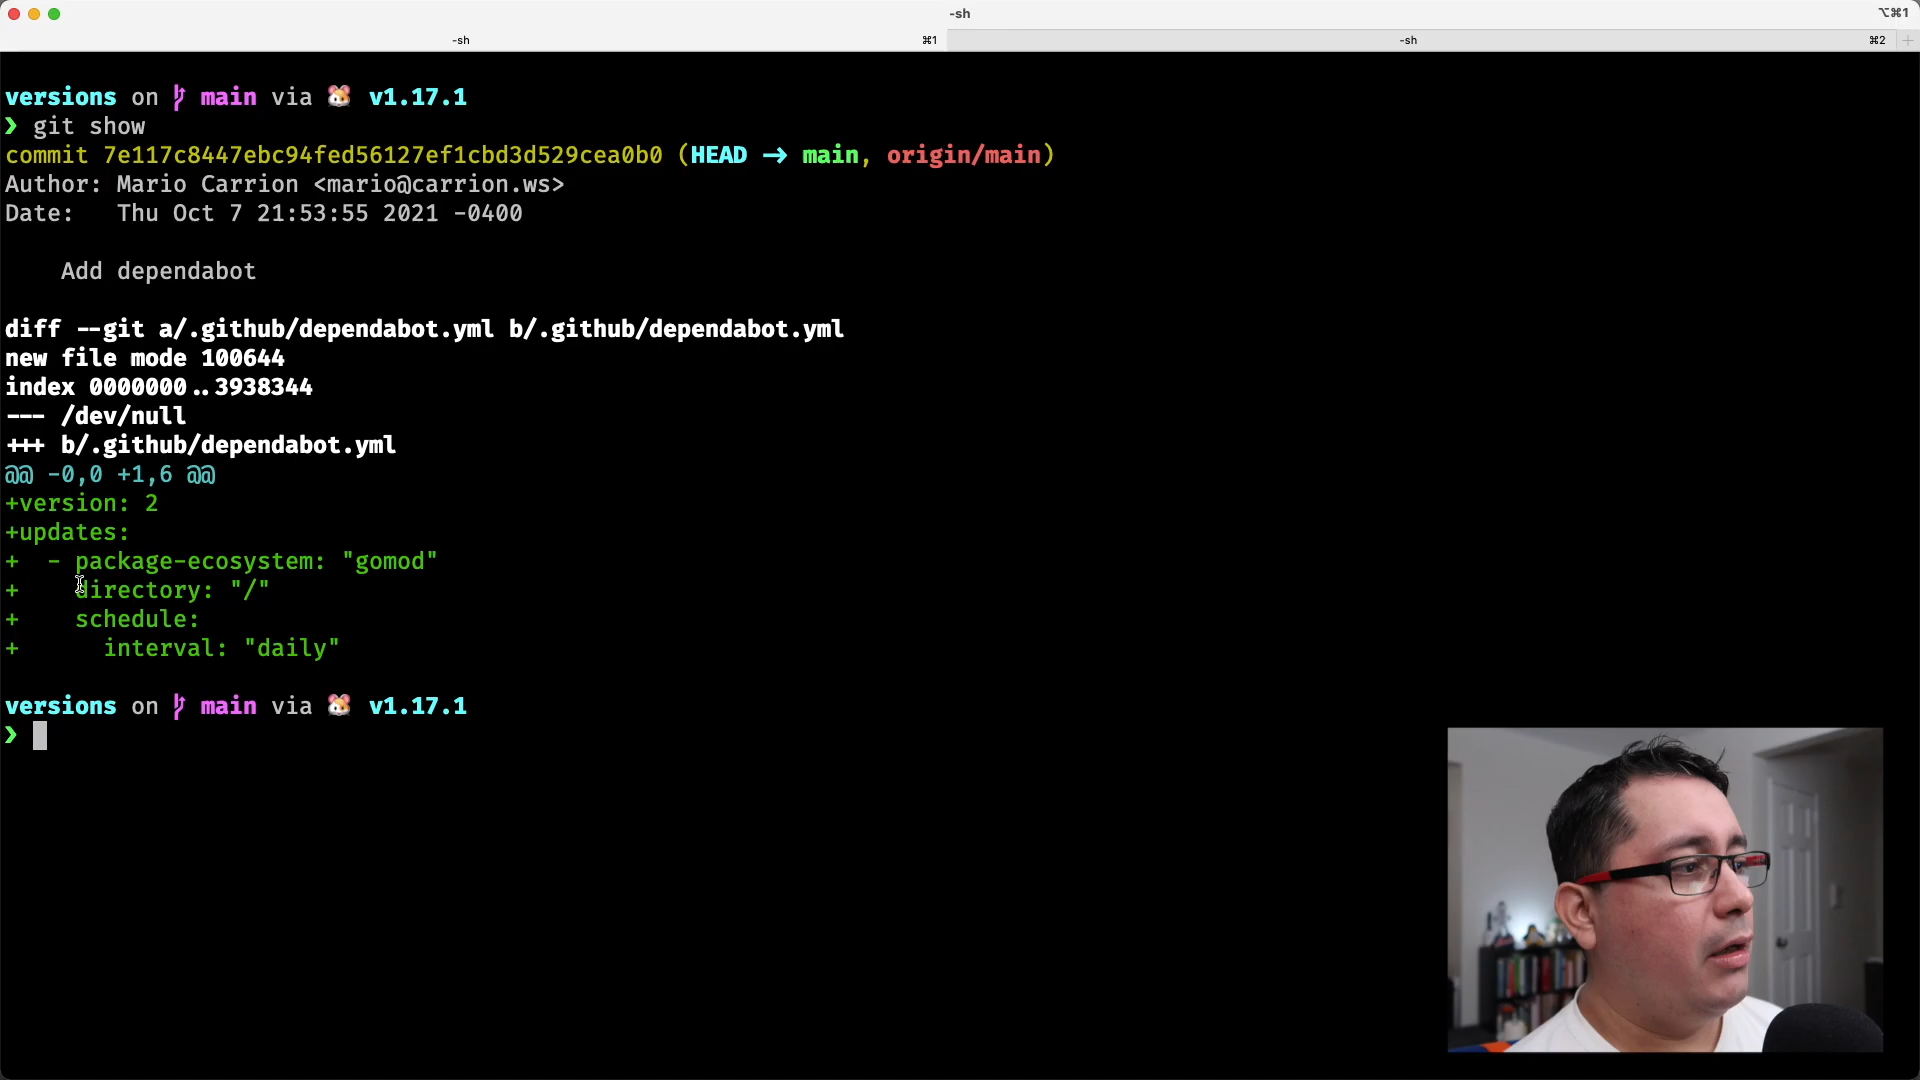 -sh
⌥⌘1
-sh ⌘1 -sh ⌘2 +
versions on main via 🐹 v1.17.1
❯ git show
commit 7e117c8447ebc94fed56127ef1cbd3d529cea0b0 (HEAD -> main, origin/main)
Author: Mario Carrion <mario@carrion.ws>
Date:   Thu Oct 7 21:53:55 2021 -0400
    Add dependabot
diff --git a/.github/dependabot.yml b/.github/dependabot.yml
new file mode 100644
index 0000000..3938344
--- /dev/null
+++ b/.github/dependabot.yml
@@ -0,0 +1,6 @@
+version: 2
+updates:
+  - package-ecosystem: "gomod"
+    directory: "/"
+    schedule:
+      interval: "daily"
versions on main via 🐹 v1.17.1
❯